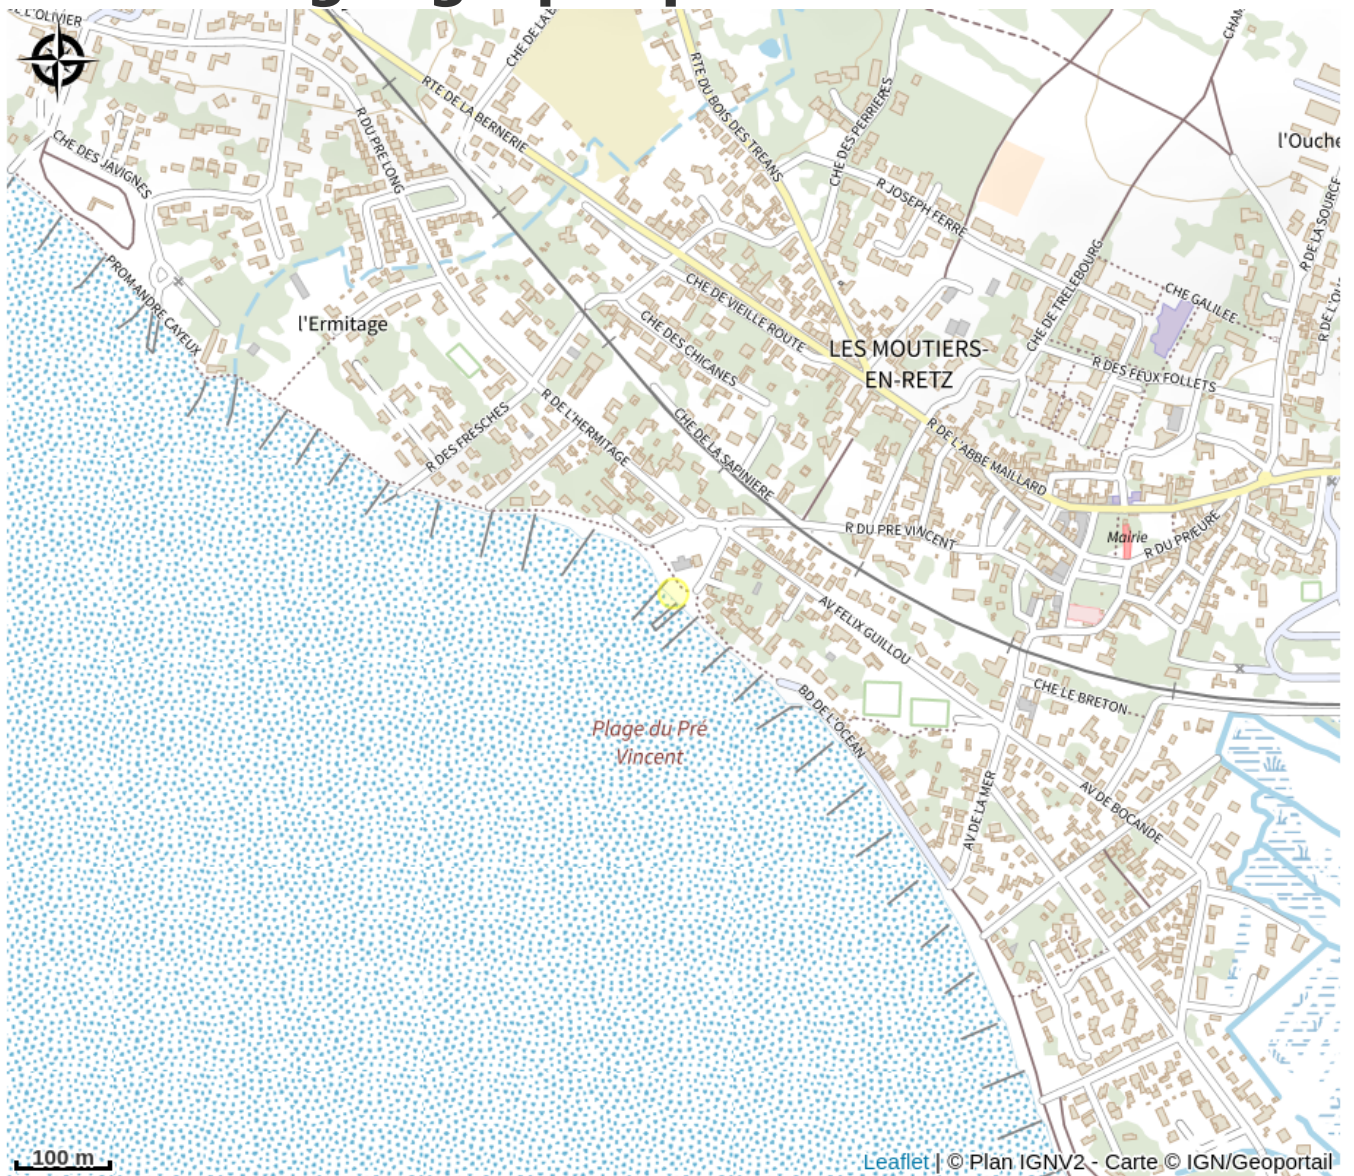 L'OLIVIER
CHE DE LA
CHE DES JAVIGNES
R DU PRE LONG
RTE DE LA BERNERIE
RTE DU BOIS DES TREANS
CHE DES PERRIERES
R JOSEPH FERRE
l'Ouche
R DE LA SOURCE
PROM ANDRE CAYEUX
l'Ermitage
CHE DE VIEILLE ROUTE
CHE DES CHICANES
LES MOUTIERS-
EN-RETZ
CHE DE TRELEBOURG
CHE GALILEE
R DES FEUX FOLLETS
R DES FRESCHES
R DE L'HERMITAGE
CHE DE LA SAPINIERE
R DE L'ABBE MAILLARD
R DU PRE VINCENT
Mairie
R DU PRIEURE
AV FELIX GUILLOU
CHE LE BRETON
Plage du Pré
Vincent
BD DE L'OCEAN
AV DE LA MER
AV DE BOCANDE
100 m
Leaflet | © Plan IGNV2 - Carte © IGN/Geoportail